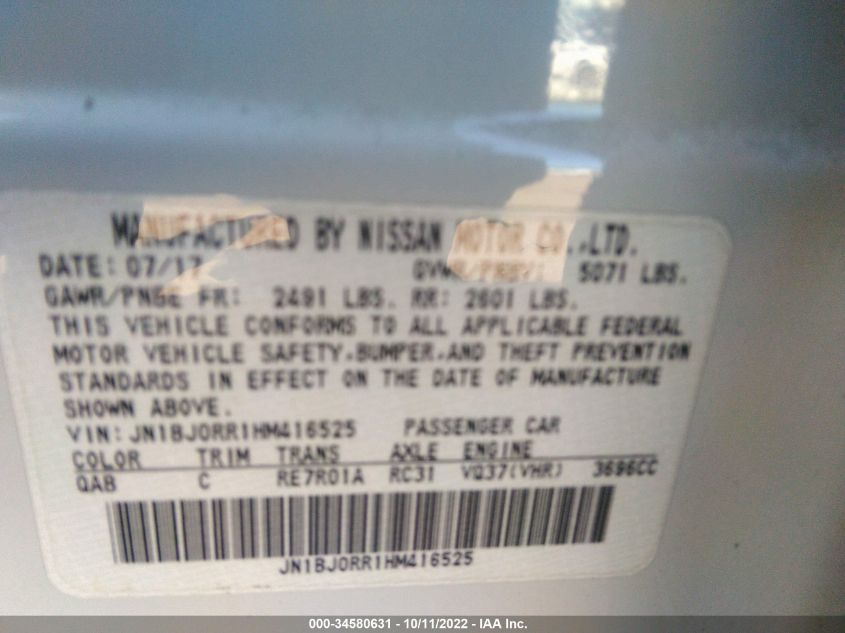 MANUFACTURED BY NISSAN MOTOR CO.,LTD.
DATE: 07/17 GVWR/PNBV: 5071 LBS.
GAWR/PNBE FR: 2491 LBS. RR: 2601 LBS.
THIS VEHICLE CONFORMS TO ALL APPLICABLE FEDERAL
MOTOR VEHICLE SAFETY,BUMPER,AND THEFT PREVENTION
STANDARDS IN EFFECT ON THE DATE OF MANUFACTURE
SHOWN ABOVE.
VIN: JN1BJ0RR1HM416525 PASSENGER CAR
COLOR TRIM TRANS AXLE ENGINE
QAB C RE7R01A RC31 VQ37(VHR) 3696CC
JN1BJ0RR1HM416525
000-34580631 - 10/11/2022 - IAA Inc.